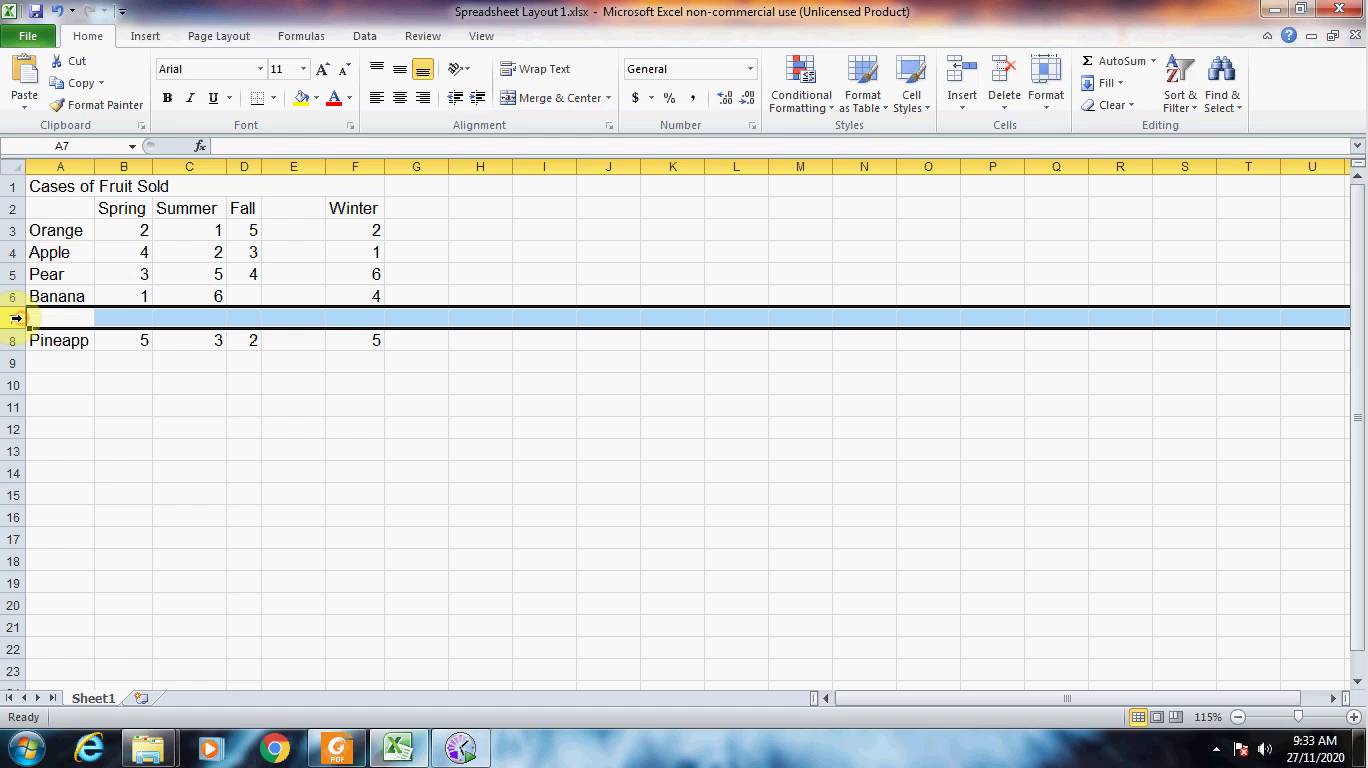 Spreadsheet Layout 1.xlsx - Microsoft Excel non-commercial use (Unlicensed Product)
File Home Insert Page Layout Formulas Data Review View
Paste
Cut
Copy
Format Painter
Clipboard
Arial 11
B I U
Font
Wrap Text
Merge & Center
Alignment
General
$ % ,
Number
Conditional Formatting
Format as Table
Cell Styles
Styles
Insert Delete Format
Cells
AutoSum
Fill
Clear
Sort & Filter
Find & Select
Editing
A7 fx
A B C D E F G H I J K L M N O P Q R S T U
1 Cases of Fruit Sold
2 Spring Summer Fall Winter
3 Orange 2 1 5 2
4 Apple 4 2 3 1
5 Pear 3 5 4 6
6 Banana 1 6 4
8 Pineapp 5 3 2 5
9
10
11
12
13
14
15
16
17
18
19
20
21
22
23
Sheet1
Ready 115%
PDF
9:33 AM
27/11/2020